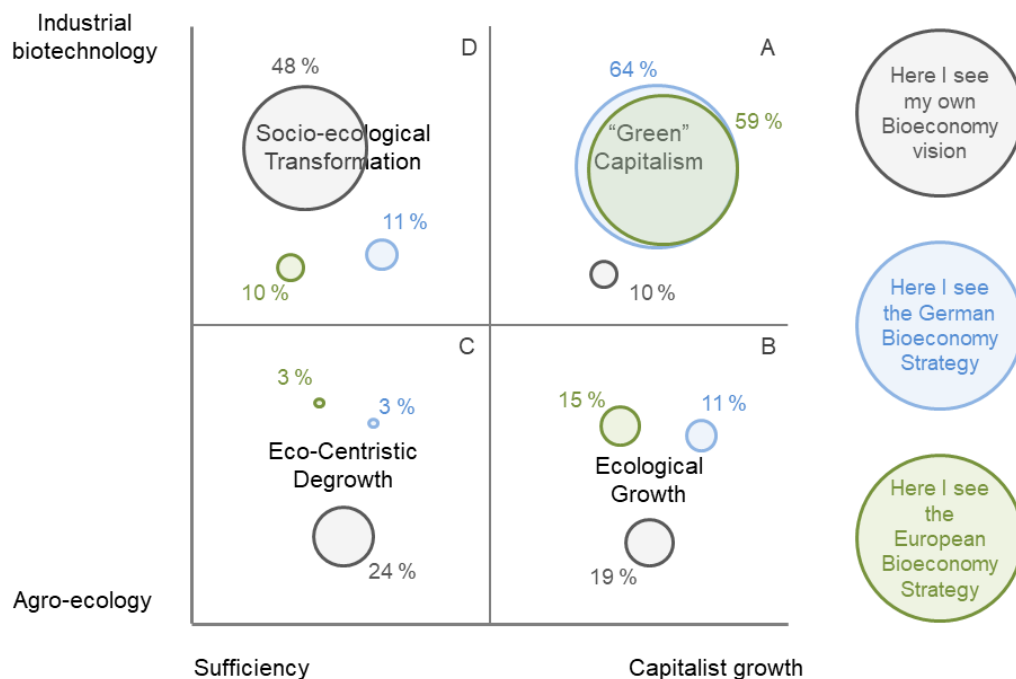 Industrial
biotechnology
D
A
48 %
Socio-ecological
Transformation
11 %
10 %
64 %
59 %
“Green”
Capitalism
10 %
Here I see
my own
Bioeconomy
vision
C
B
3 %
3 %
Eco-Centristic
Degrowth
24 %
15 %
11 %
Ecological
Growth
19 %
Here I see
the German
Bioeconomy
Strategy
Here I see
the
European
Bioeconomy
Strategy
Agro-ecology
Sufficiency
Capitalist growth